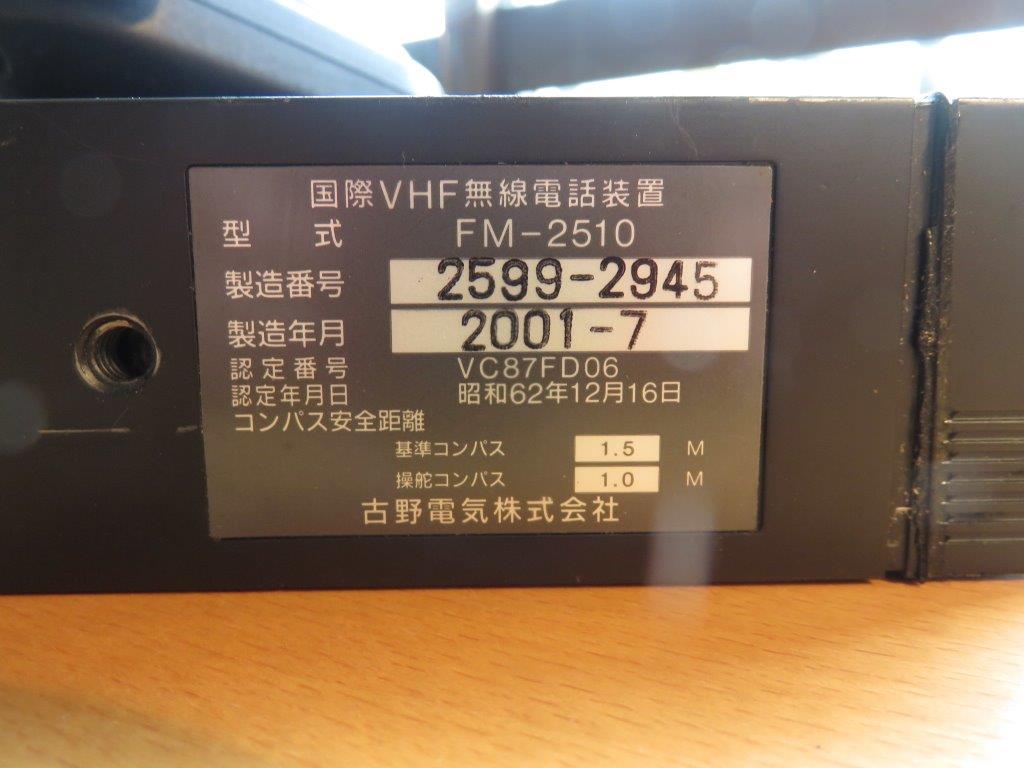 国際VHF無線電話装置
型 式 FM-2510
製造番号 2599-2945
製造年月 2001-7
認定番号 VC87FD06
認定年月日 昭和62年12月16日
コンパス安全距離
基準コンパス 1.5 M
操舵コンパス 1.0 M
古野電気株式会社